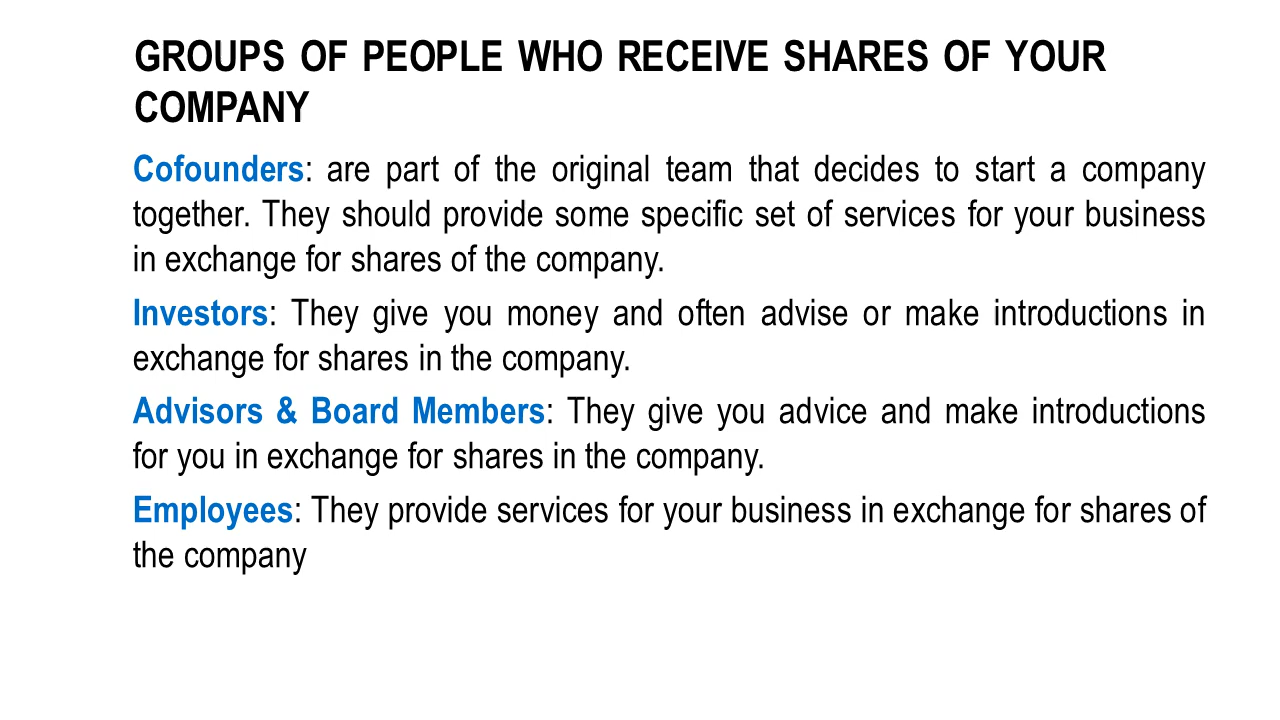 GROUPS OF PEOPLE WHO RECEIVE SHARES OF YOUR
COMPANY
Cofounders: are part of the original team that decides to start a company
together. They should provide some specific set of services for your business
in exchange for shares of the company.
Investors: They give you money and often advise or make introductions in
exchange for shares in the company.
Advisors & Board Members: They give you advice and make introductions
for you in exchange for shares in the company.
Employees: They provide services for your business in exchange for shares of
the company